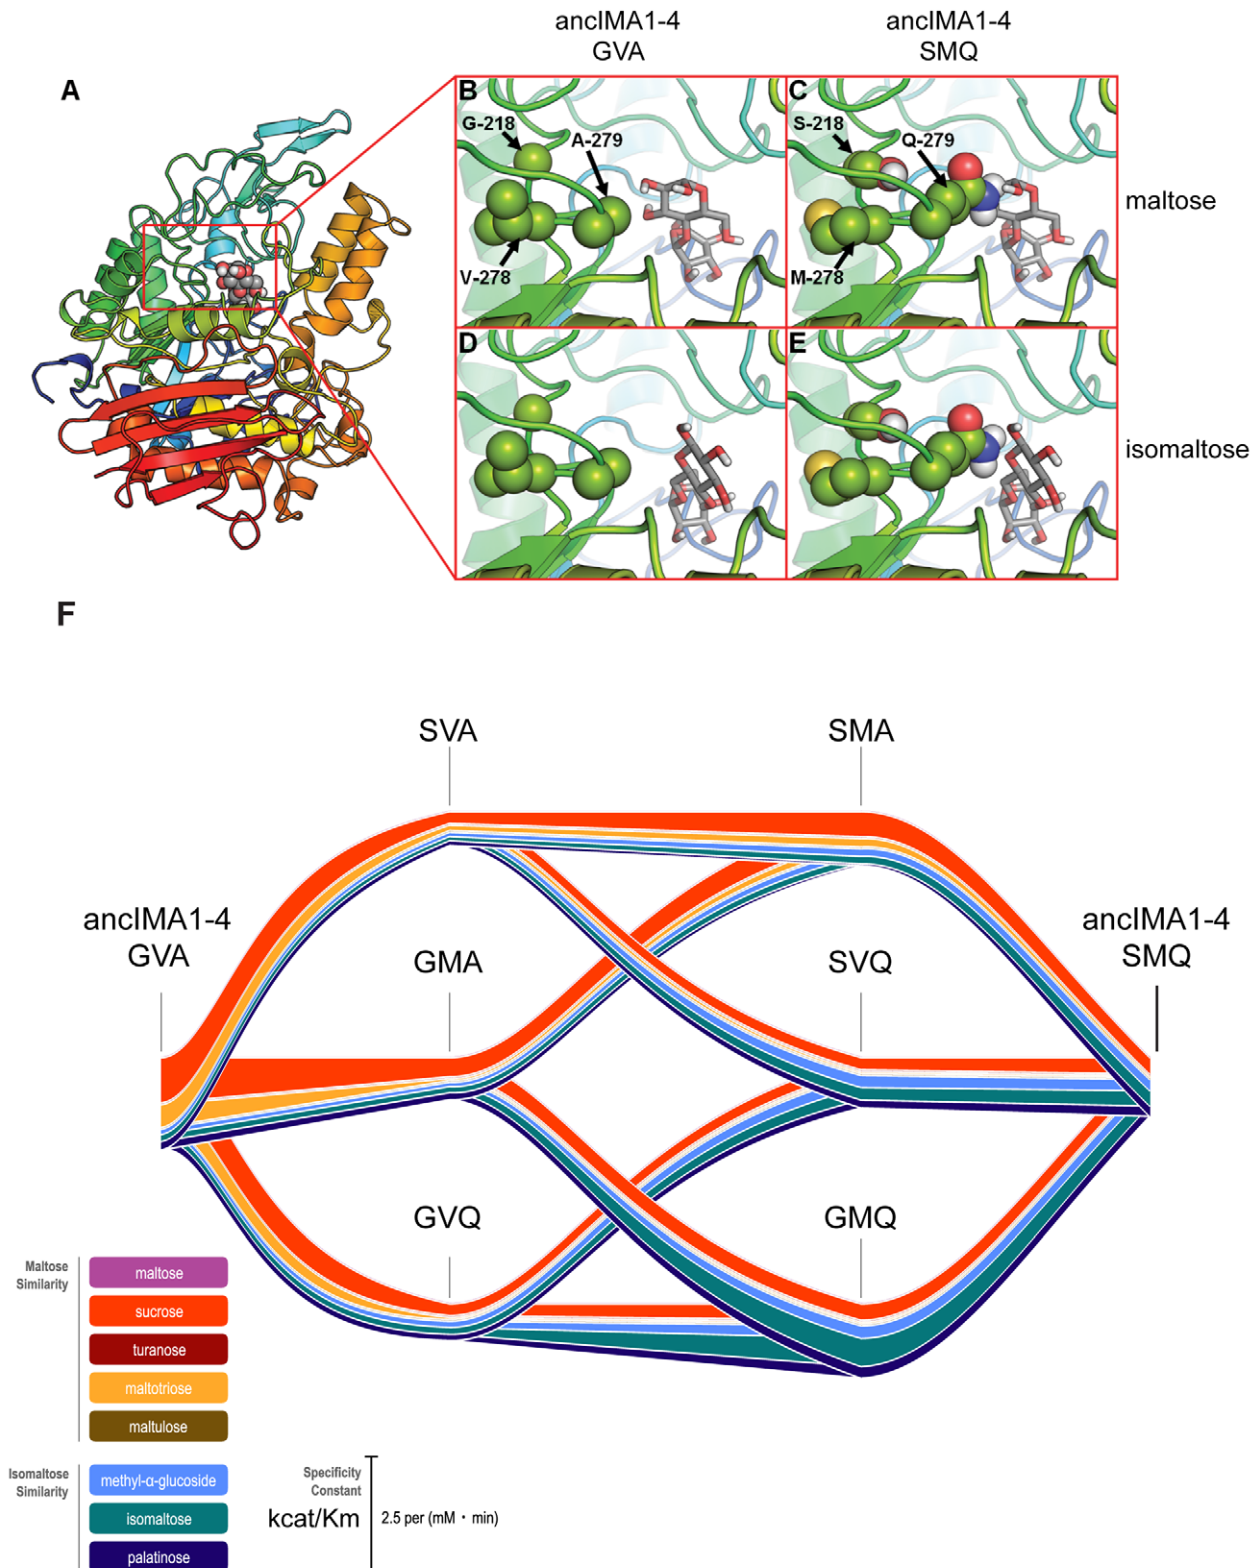 ancIMA1-4
GVA
ancIMA1-4
SMQ
A
B
G-218
A-279
V-278
C
S-218
Q-279
M-278
maltose
D
E
isomaltose
F
SVA
SMA
ancIMA1-4
GVA
GMA
SVQ
ancIMA1-4
SMQ
GVQ
GMQ
Maltose
Similarity
maltose
sucrose
turanose
maltotriose
maltulose
Isomaltose
Similarity
methyl-α-glucoside
isomaltose
palatinose
Specificity
Constant
kcat/Km
2.5 per (mM · min)